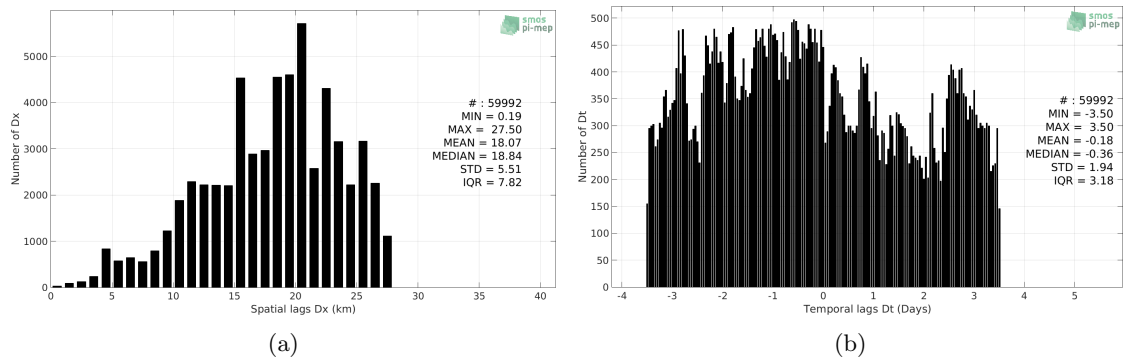 smos
pi-mep
5000
4000
3000
2000
1000
0
Number of Dx
# : 59992
MIN = 0.19
MAX = 27.50
MEAN = 18.07
MEDIAN = 18.84
STD = 5.51
IQR = 7.82
0 5 10 15 20 25 30 35 40
Spatial lags Dx (km)
(a)
smos
pi-mep
500
450
400
350
300
250
200
150
100
50
0
Number of Dt
# : 59992
MIN = -3.50
MAX = 3.50
MEAN = -0.18
MEDIAN = -0.36
STD = 1.94
IQR = 3.18
-4 -3 -2 -1 0 1 2 3 4 5
Temporal lags Dt (Days)
(b)